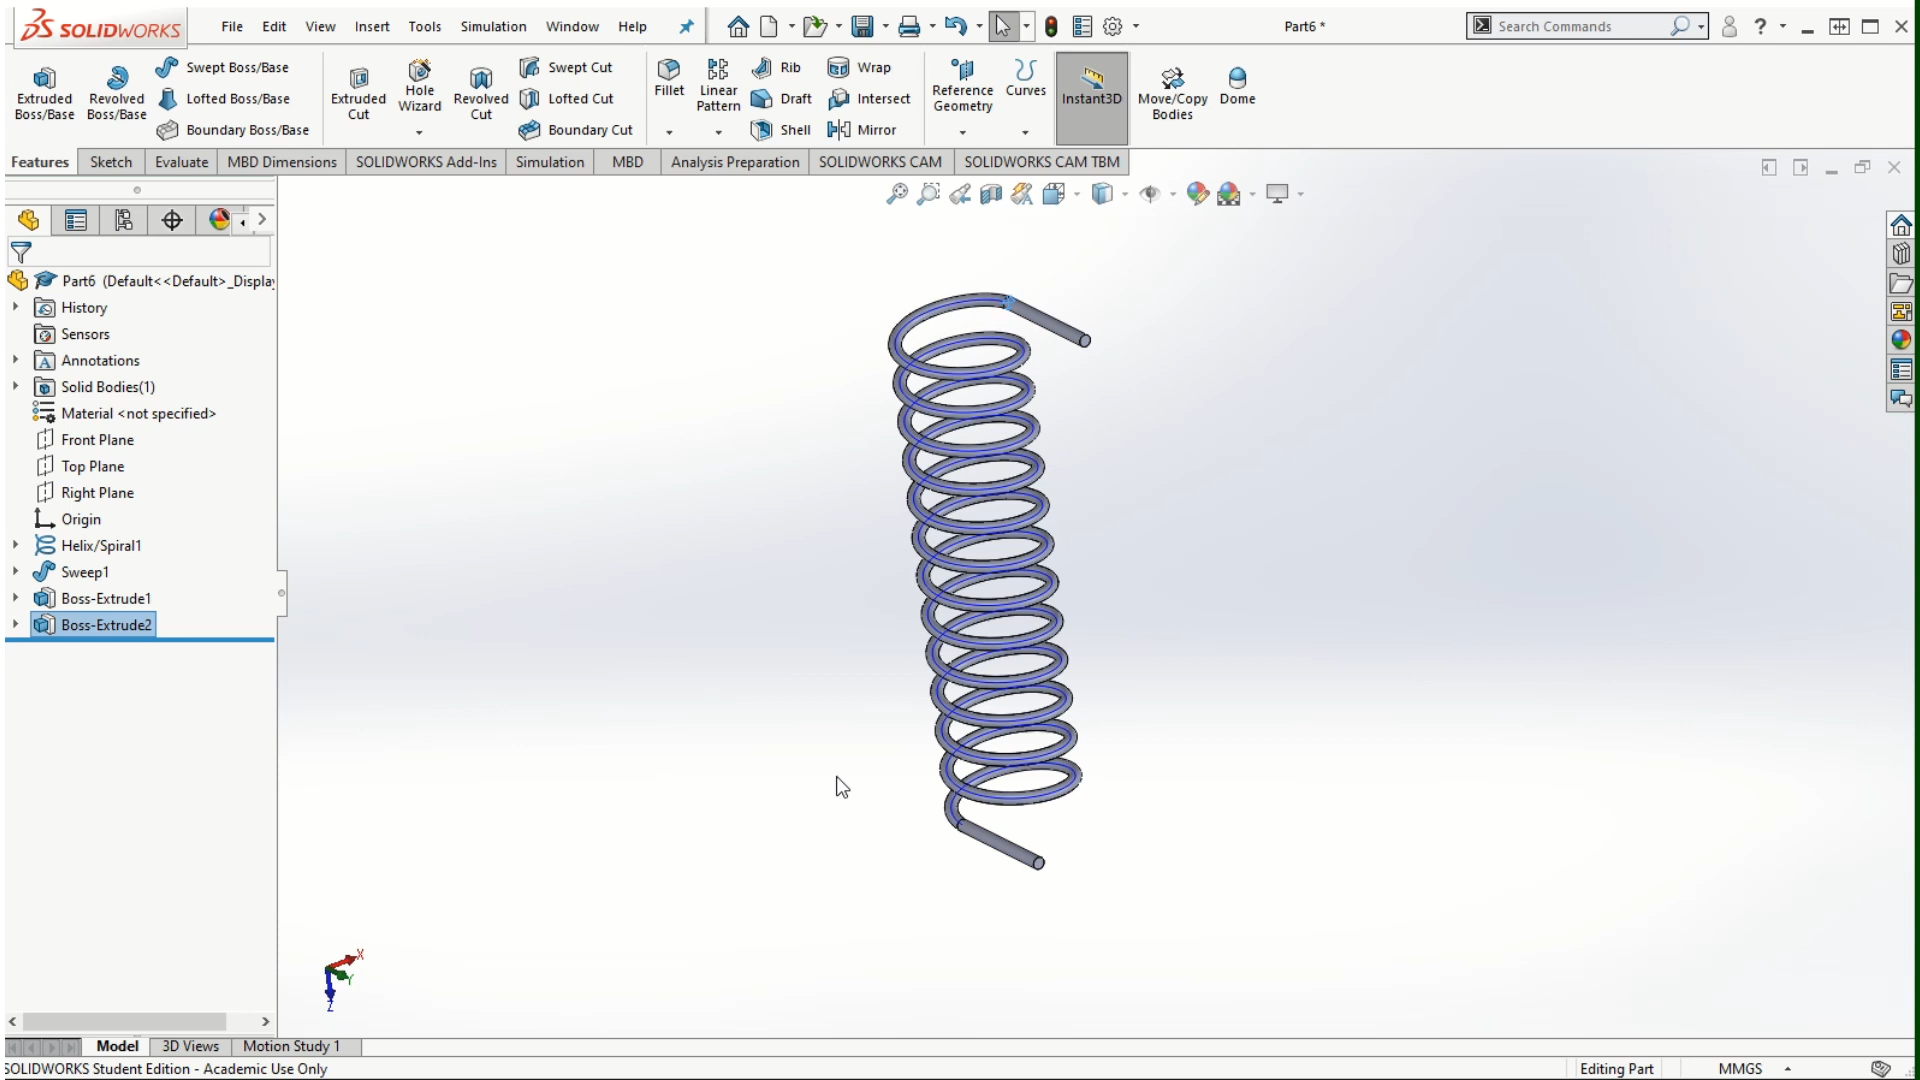 SOLIDWORKS File Edit View Insert Tools Simulation Window Help Part6 * Search Commands ?
Extruded Boss/Base
Revolved Boss/Base
Swept Boss/Base
Lofted Boss/Base
Boundary Boss/Base
Extruded Cut
Hole Wizard
Revolved Cut
Swept Cut
Lofted Cut
Boundary Cut
Fillet
Linear Pattern
Rib
Draft
Shell
Wrap
Intersect
Mirror
Reference Geometry
Curves
Instant3D
Move/Copy Bodies
Dome
Features Sketch Evaluate MBD Dimensions SOLIDWORKS Add-Ins Simulation MBD Analysis Preparation SOLIDWORKS CAM SOLIDWORKS CAM TBM
Part6 (Default<<Default>_Display
History
Sensors
A Annotations
Solid Bodies(1)
Material <not specified>
Front Plane
Top Plane
Right Plane
Origin
Helix/Spiral1
Sweep1
Boss-Extrude1
Boss-Extrude2
X
Y
Z
Model 3D Views Motion Study 1
SOLIDWORKS Student Edition - Academic Use Only Editing Part MMGS